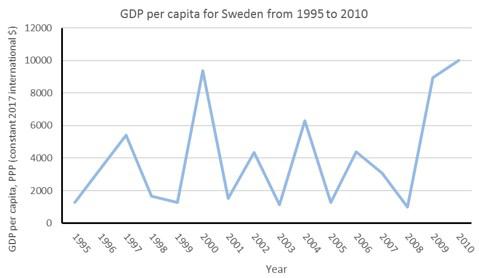 GDP per capita for Sweden from 1995 to 2010
GDP per capita, PPP (constant 2017 international $)
12000
10000
8000
6000
4000
2000
0
1995 1996 1997 1998 1999 2000 2001 2002 2003 2004 2005 2006 2007 2008 2009 2010
Year